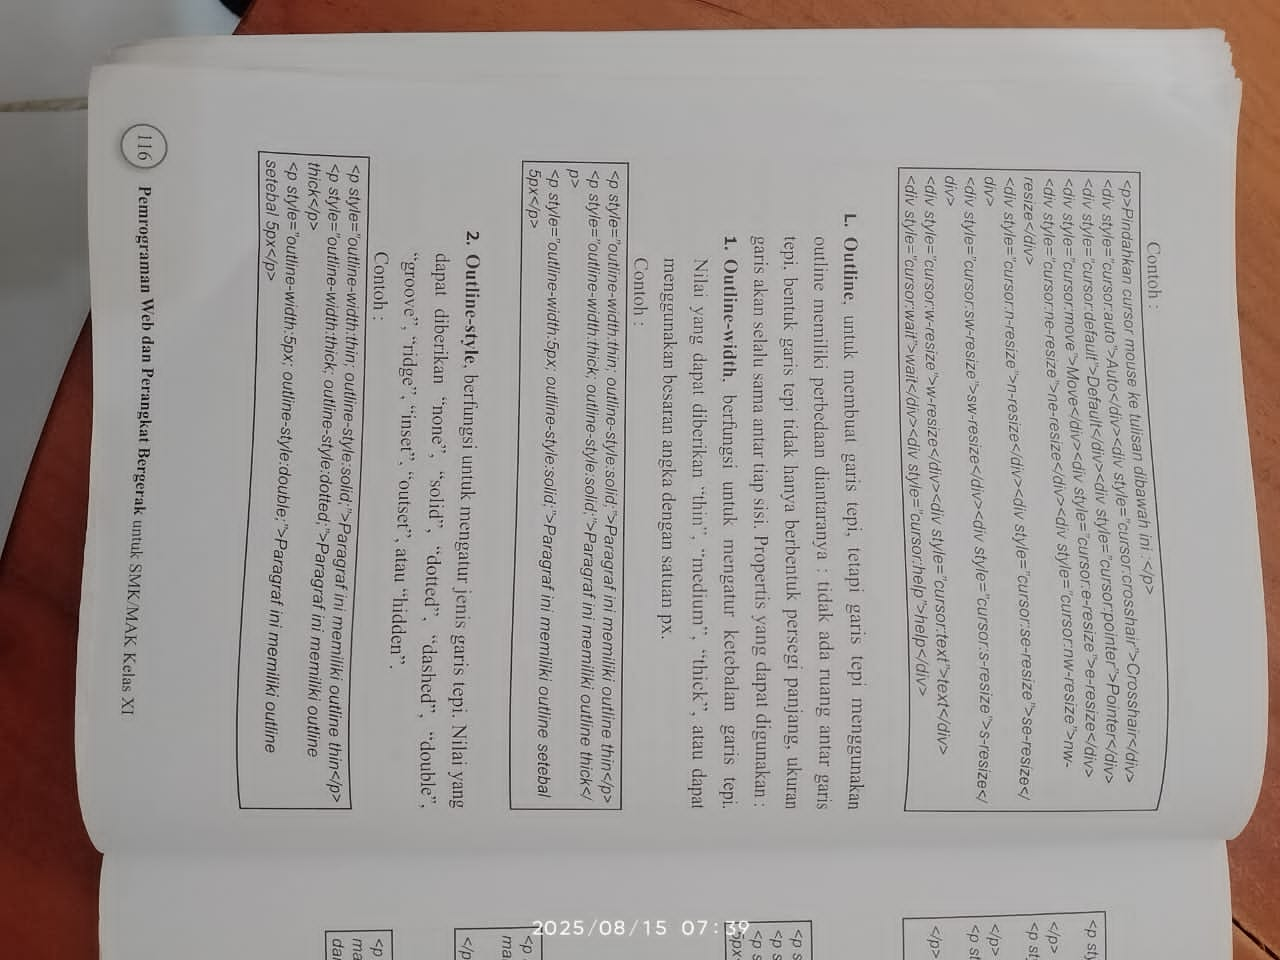 Contoh :
<p>Pindahkan cursor mouse ke tulisan dibawah ini :</p>
<div style="cursor:auto">Auto</div><div style="cursor:crosshair">Crosshair</div>
<div style="cursor:default">Default</div><div style="cursor:pointer">Pointer</div>
<div style="cursor:move">Move</div><div style="cursor:e-resize">e-resize</div>
<div style="cursor:ne-resize">ne-resize</div><div style="cursor:nw-resize">nw-
resize</div>
<div style="cursor:n-resize">n-resize</div><div style="cursor:se-resize">se-resize</
div>
<div style="cursor:sw-resize">sw-resize</div><div style="cursor:s-resize">s-resize</
div>
<div style="cursor:w-resize">w-resize</div><div style="cursor:text">text</div>
<div style="cursor:wait">wait</div><div style="cursor:help">help</div>
L. Outline, untuk membuat garis tepi, tetapi garis tepi menggunakan
outline memiliki perbedaan diantaranya : tidak ada ruang antar garis
tepi, bentuk garis tepi tidak hanya berbentuk persegi panjang, ukuran
garis akan selalu sama antar tiap sisi. Propertis yang dapat digunakan :
1. Outline-width, berfungsi untuk mengatur ketebalan garis tepi.
Nilai yang dapat diberikan “thin”, “medium”, “thick”, atau dapat
menggunakan besaran angka dengan satuan px.
Contoh :
<p style="outline-width:thin; outline-style:solid;">Paragraf ini memiliki outline thin</p>
<p style="outline-width:thick; outline-style:solid;">Paragraf ini memiliki outline thick</
p>
<p style="outline-width:5px; outline-style:solid;">Paragraf ini memiliki outline setebal
5px</p>
2. Outline-style, berfungsi untuk mengatur jenis garis tepi. Nilai yang
dapat diberikan “none”, “solid”, “dotted”, “dashed”, “double”,
“groove”, “ridge”, “inset”, “outset”, atau “hidden”.
Contoh :
<p style="outline-width:thin; outline-style:solid;">Paragraf ini memiliki outline thin</p>
<p style="outline-width:thick; outline-style:dotted;">Paragraf ini memiliki outline
thick</p>
<p style="outline-width:5px; outline-style:double;">Paragraf ini memiliki outline
setebal 5px</p>
116 Pemrograman Web dan Perangkat Bergerak untuk SMK/MAK Kelas XI
<p sty
</p>
<p st
</p>
<p st
</p>
<p s
<p s
<p s
5px
<p
ma
</p
<p
ma
da
2025/08/15 07:39